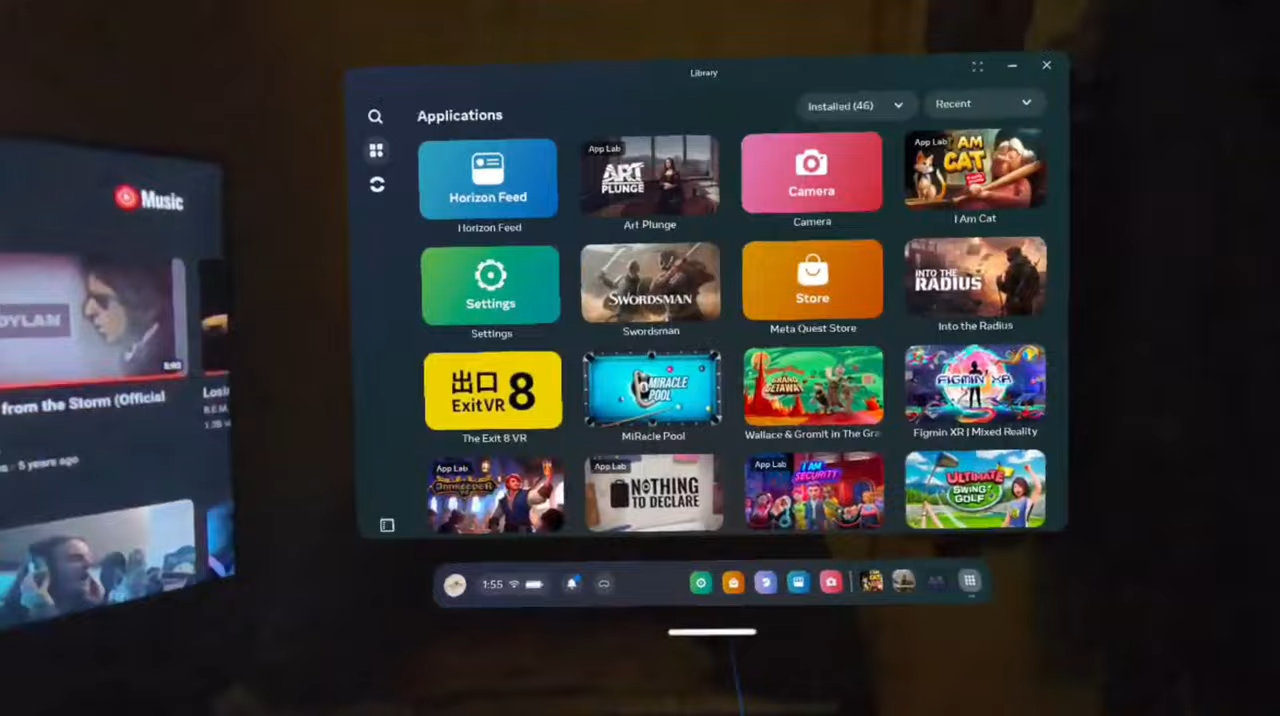 Library
Applications
Installed (46)
Recent
Horizon Feed
Horizon Feed
App Lab
ART
PLUNGE
Art Plunge
Camera
Camera
App Lab
I AM
CAT
I Am Cat
Settings
Settings
SWORDSMAN
Swordsman
Store
Meta Quest Store
INTO THE
RADIUS
Into the Radius
出口
ExitVR 8
The Exit 8 VR
MIRACLE
POOL
MiRacle Pool
GRAND
GETAWAY
Wallace & Gromit in The Gra
FIGMIN XR
Figmin XR | Mixed Reality
App Lab
App Lab
NOTHING
TO DECLARE
App Lab
I AM
SECURITY
ULTIMATE
SWING
GOLF
1:55
Music
DYLAN
from the Storm (Official
5 years ago
R.E.M.